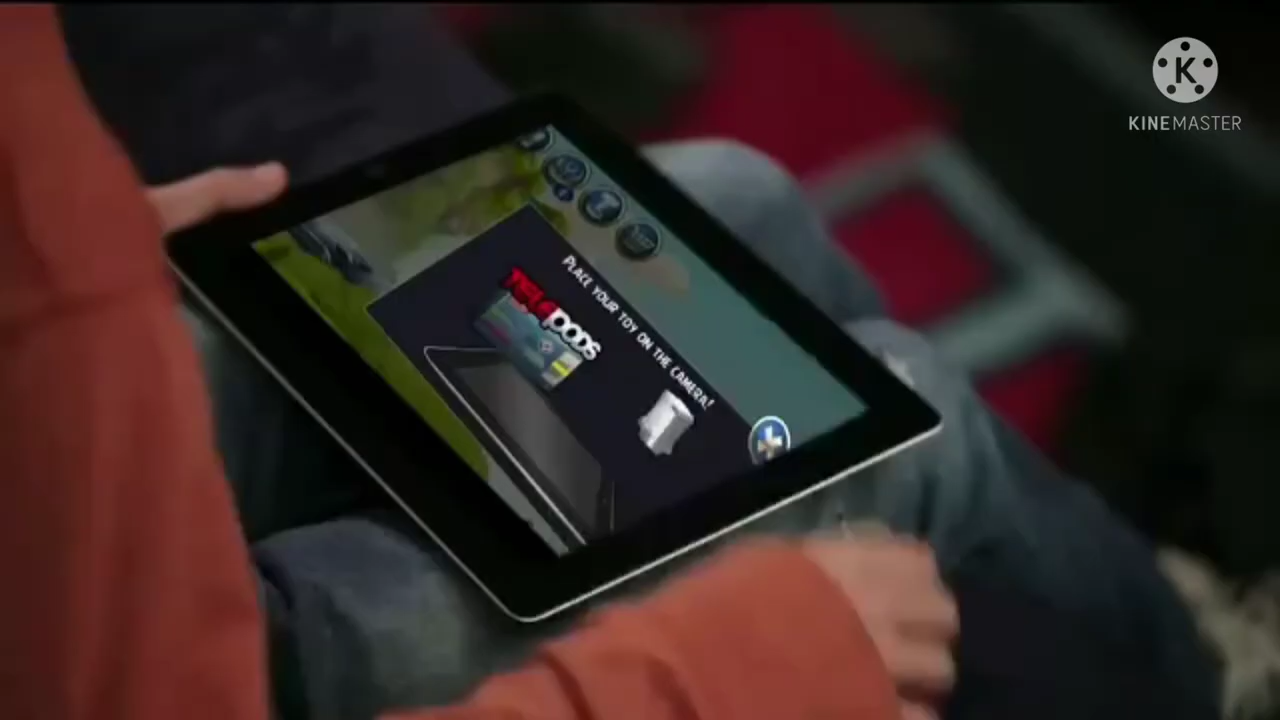 PLACE YOUR TOY ON THE CAMERA!
TELEPODS
K
KINEMASTER